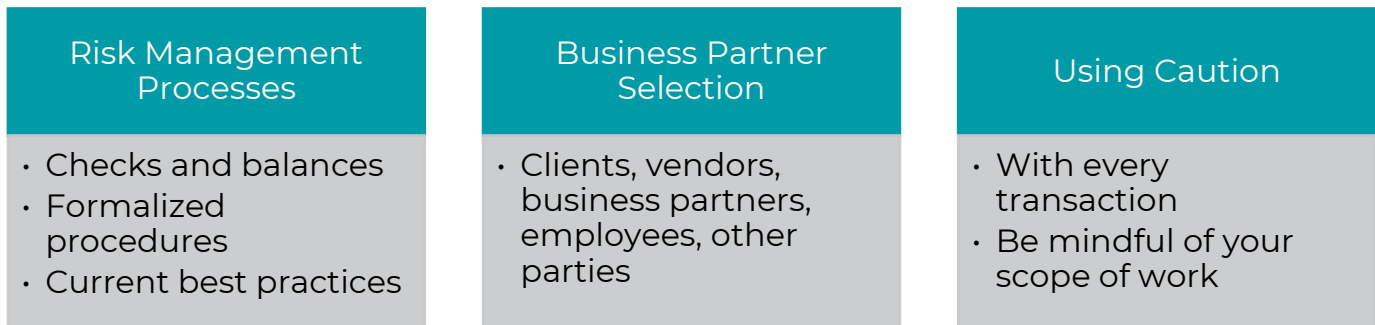 Risk Management
Processes
• Checks and balances
• Formalized
procedures
• Current best practices
Business Partner
Selection
• Clients, vendors,
business partners,
employees, other
parties
Using Caution
• With every
transaction
• Be mindful of your
scope of work